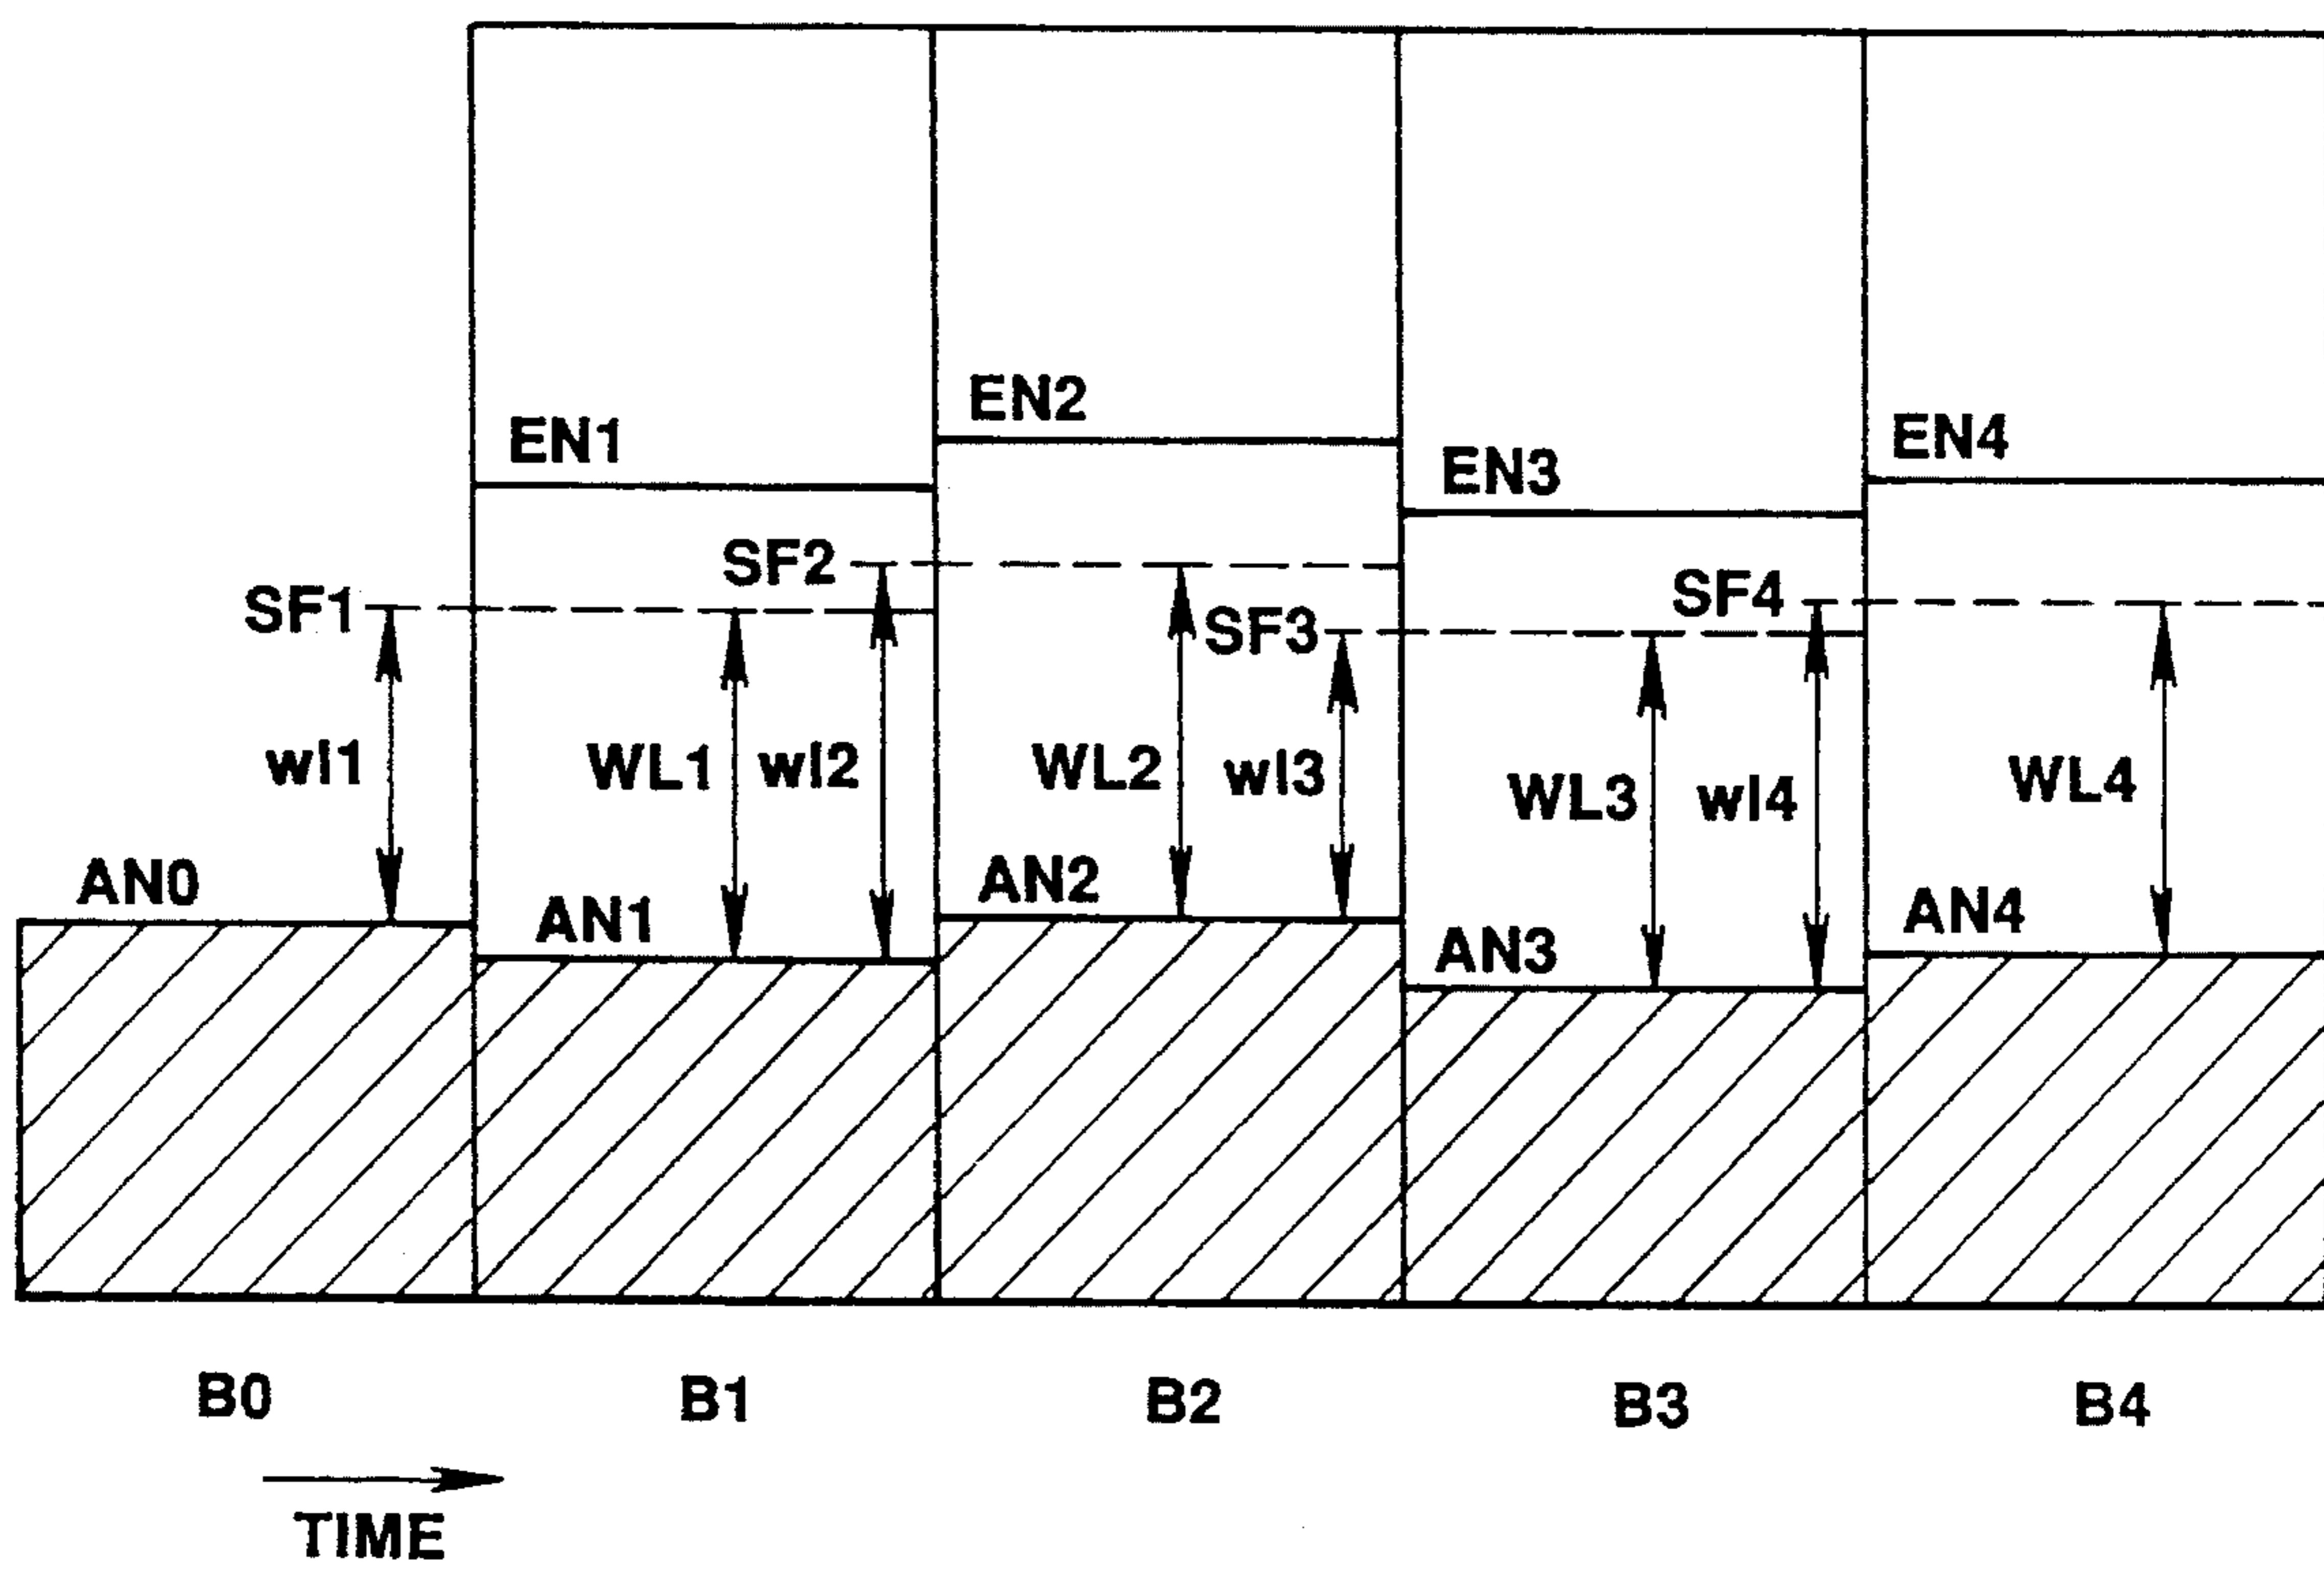 EN2
EN4
EN1
EN3
SF2
SF4
SF1
SF3
wl1
WL1
wl2
WL2
wl3
WL3
wl4
WL4
AN0
AN1
AN2
AN3
AN4
B0
B1
B2
B3
B4
TIME